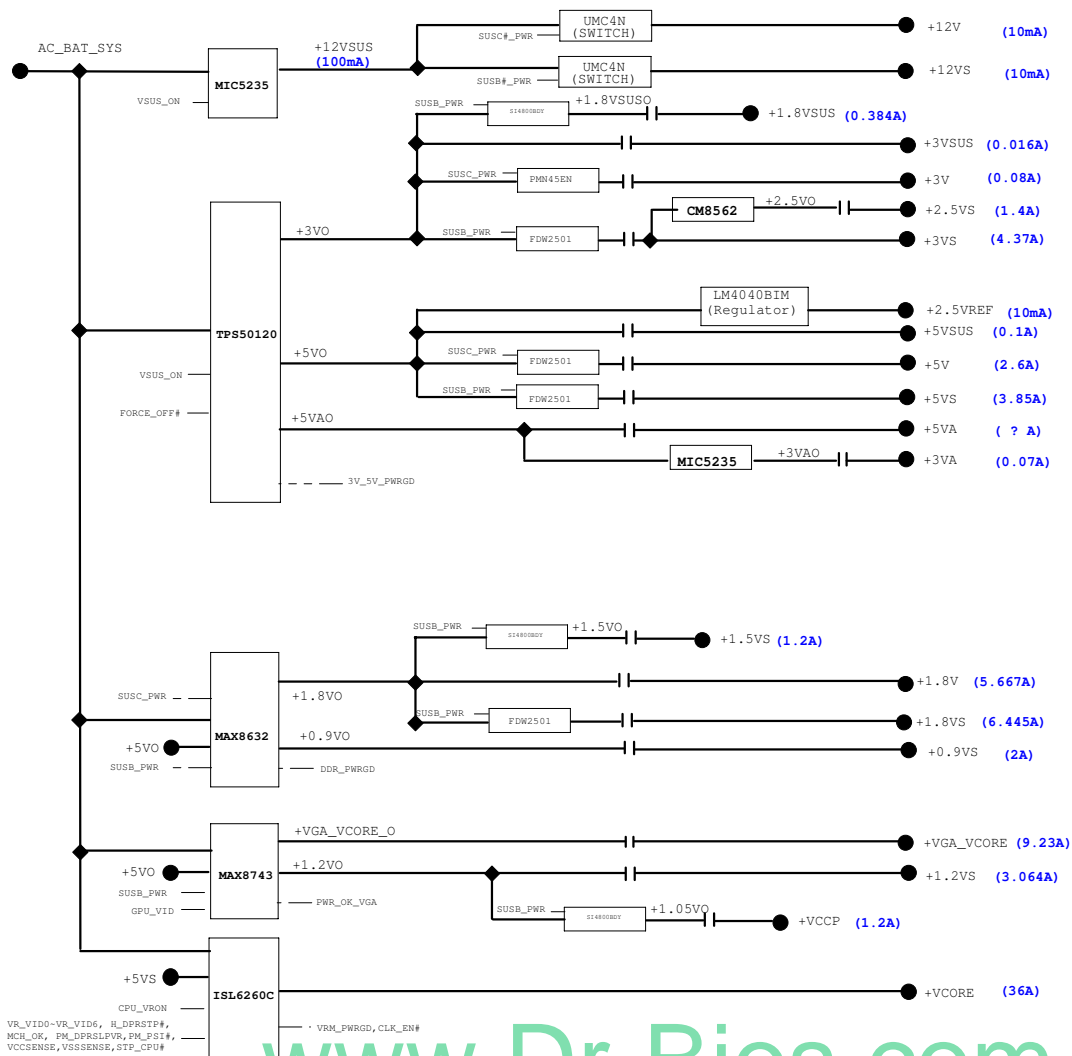 AC_BAT_SYS
MIC5235
VSUS_ON
+12VSUS
(100mA)
SUSC#_PWR
UMC4N
(SWITCH)
+12V (10mA)
SUSB#_PWR
UMC4N
(SWITCH)
+12VS (10mA)
SUSB_PWR
SI4800BDY
+1.8VSUSO
+1.8VSUS (0.384A)
+3VSUS (0.016A)
SUSC_PWR
PMN45EN
+3V (0.08A)
CM8562
+2.5VO
+2.5VS (1.4A)
+3VO
SUSB_PWR
FDW2501
+3VS (4.37A)
TPS50120
LM4040BIM
(Regulator)
+2.5VREF (10mA)
+5VSUS (0.1A)
+5VO
SUSC_PWR
FDW2501
+5V (2.6A)
VSUS_ON
SUSB_PWR
FDW2501
+5VS (3.85A)
FORCE_OFF#
+5VAO
+5VA ( ? A)
MIC5235
+3VAO
+3VA (0.07A)
3V_5V_PWRGD
SUSB_PWR
SI4800BDY
+1.5VO
+1.5VS (1.2A)
SUSC_PWR
+1.8VO
+1.8V (5.667A)
SUSB_PWR
FDW2501
+1.8VS (6.445A)
MAX8632
+5VO
+0.9VO
+0.9VS (2A)
SUSB_PWR
DDR_PWRGD
+VGA_VCORE_O
+VGA_VCORE (9.23A)
+5VO
MAX8743
+1.2VO
+1.2VS (3.064A)
SUSB_PWR
GPU_VID
PWR_OK_VGA
SUSB_PWR
SI4800BDY
+1.05VO
+VCCP (1.2A)
+5VS
ISL6260C
+VCORE (36A)
CPU_VRON
VR_VID0~VR_VID6, H_DPRSTP#,
MCH_OK, PM_DPRSLPVR,PM_PSI#,
VCCSENSE,VSSSENSE,STP_CPU#
VRM_PWRGD,CLK_EN#
www.Dr-Bios.com